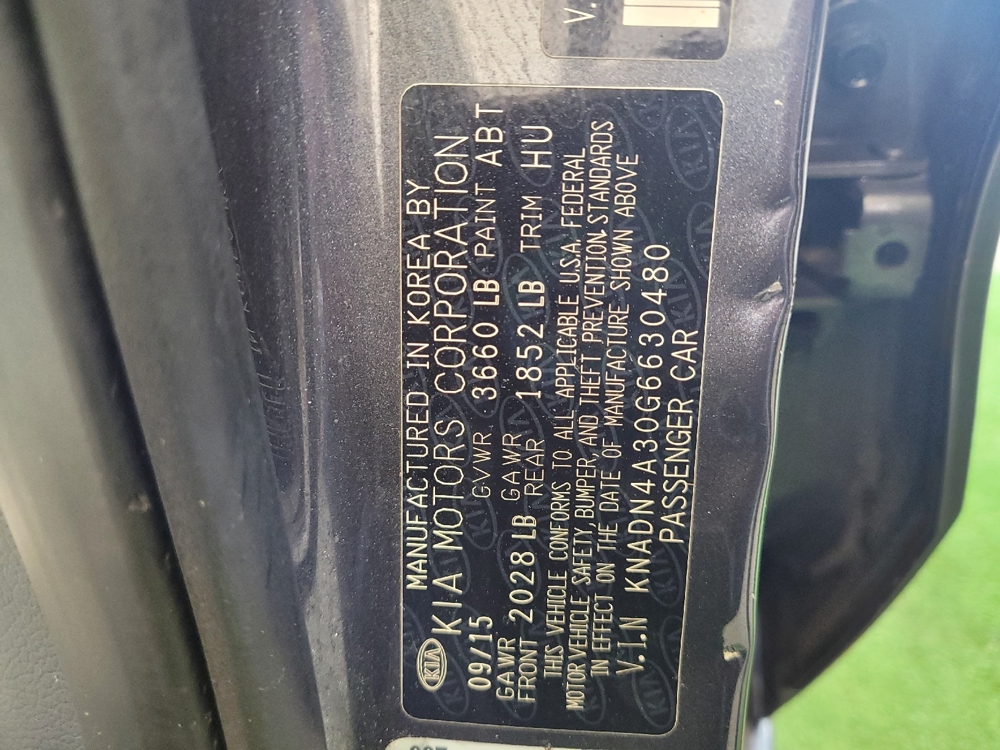 KIA MANUFACTURED IN KOREA BY
KIA MOTORS CORPORATION
09/15 GVWR 3660 LB PAINT ABT
GAWR FRONT 2028 LB GAWR REAR 1852 LB TRIM HU
THIS VEHICLE CONFORMS TO ALL APPLICABLE U.S.A. FEDERAL
MOTOR VEHICLE SAFETY, BUMPER, AND THEFT PREVENTION STANDARDS
IN EFFECT ON THE DATE OF MANUFACTURE SHOWN ABOVE
V.I.N KNADN4A30G6630480
PASSENGER CAR
V.